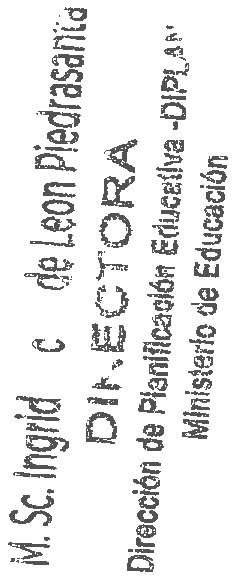 M. Sc. Ingrid c de Leon Piedrasanta
DIRECTORA
Dirección de Planificación Educativa -DIPLAN-
Ministerio de Educación